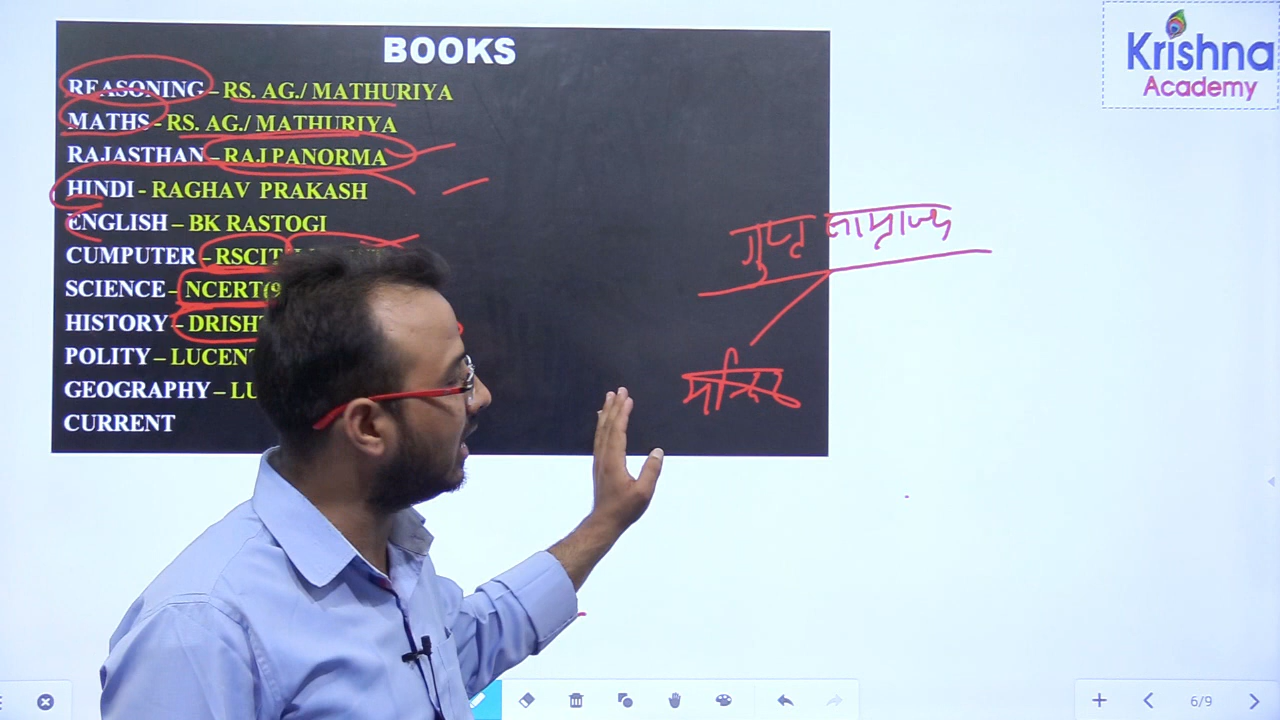 BOOKS
REASONING – RS. AG./ MATHURIYA
MATHS - RS. AG./ MATHURIYA
RAJASTHAN – RAJ PANORMA
HINDI - RAGHAV PRAKASH
ENGLISH – BK RASTOGI
CUMPUTER – RSCIT
SCIENCE – NCERT(9
HISTORY – DRISHT
POLITY – LUCENT
GEOGRAPHY – LU
CURRENT
Krishna
Academy
गुप्त साम्राज्य
6/9